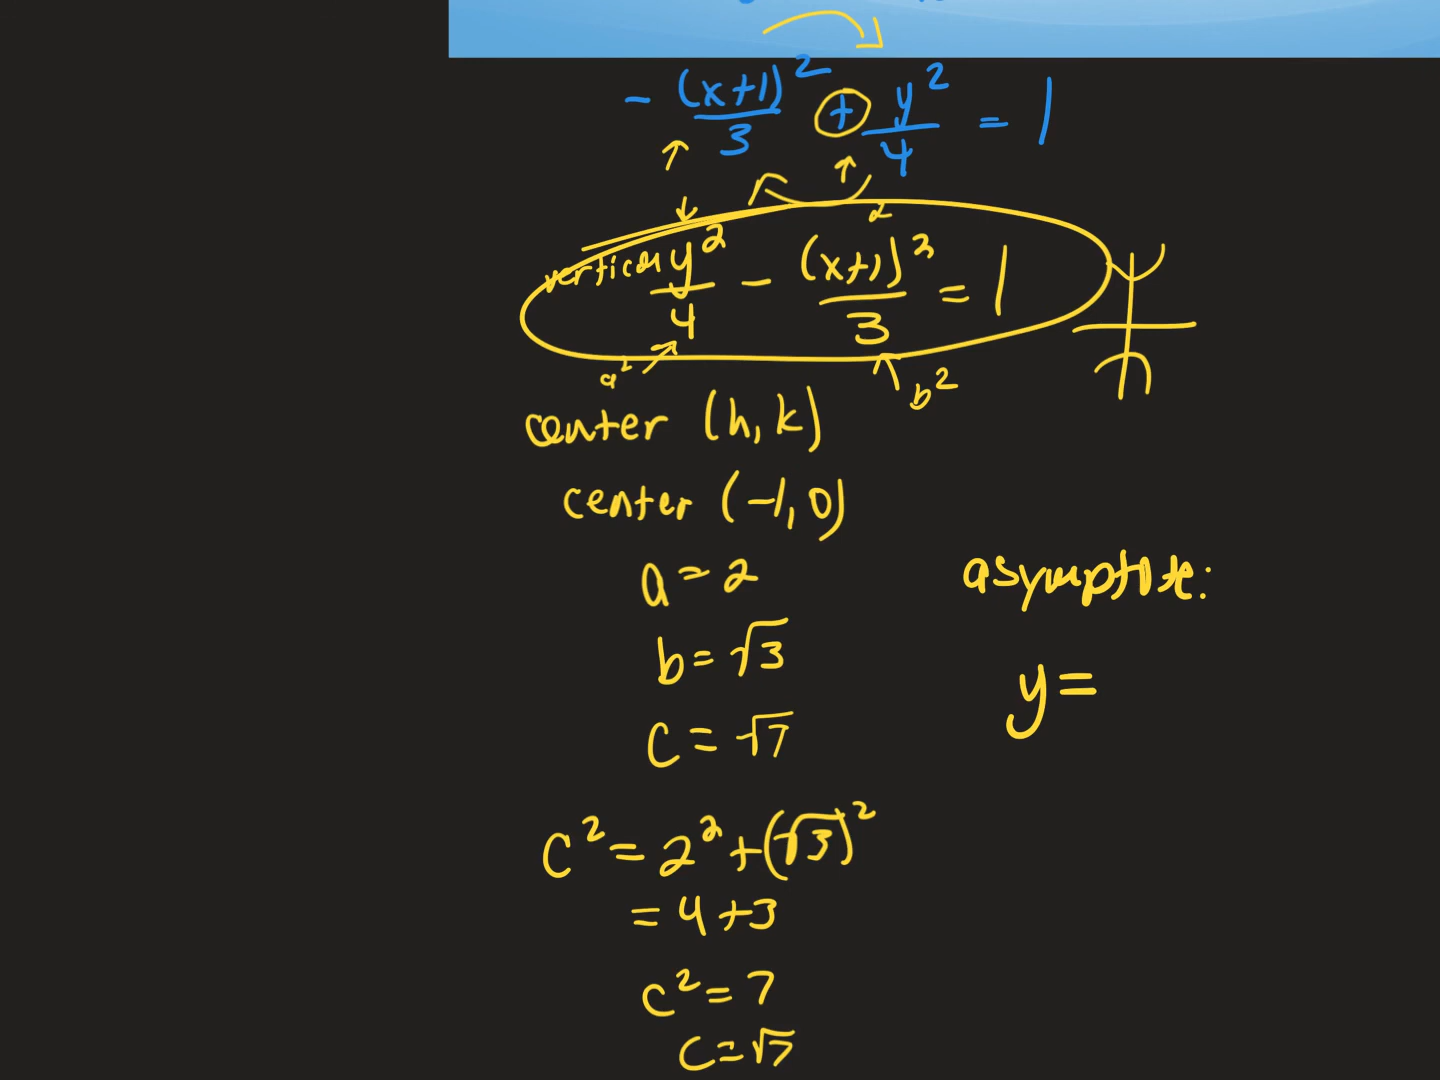 - (x+1)²/3 + y²/4 = 1
2
vertical y²/4 - (x+1)²/3 = 1
a² b²
center (h, k)
center (-1, 0)
a = 2
asymptote:
b = √3
y =
c = √7
c² = 2² + (√3)²
= 4 + 3
c² = 7
c = √7